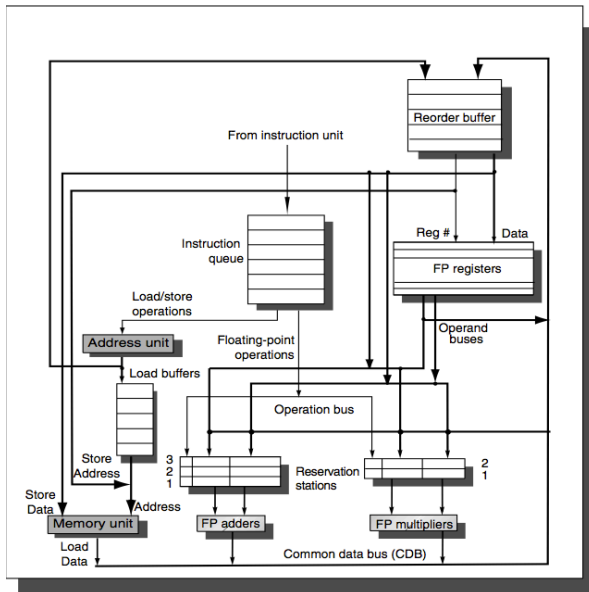 Reorder buffer
From instruction unit
Reg #
Data
Instruction
queue
FP registers
Load/store
operations
Operand
buses
Address unit
Floating-point
operations
Load buffers
Operation bus
Store
Address
3
2
1
Reservation
stations
2
1
Store
Data
Address
Memory unit
FP adders
FP multipliers
Load
Data
Common data bus (CDB)